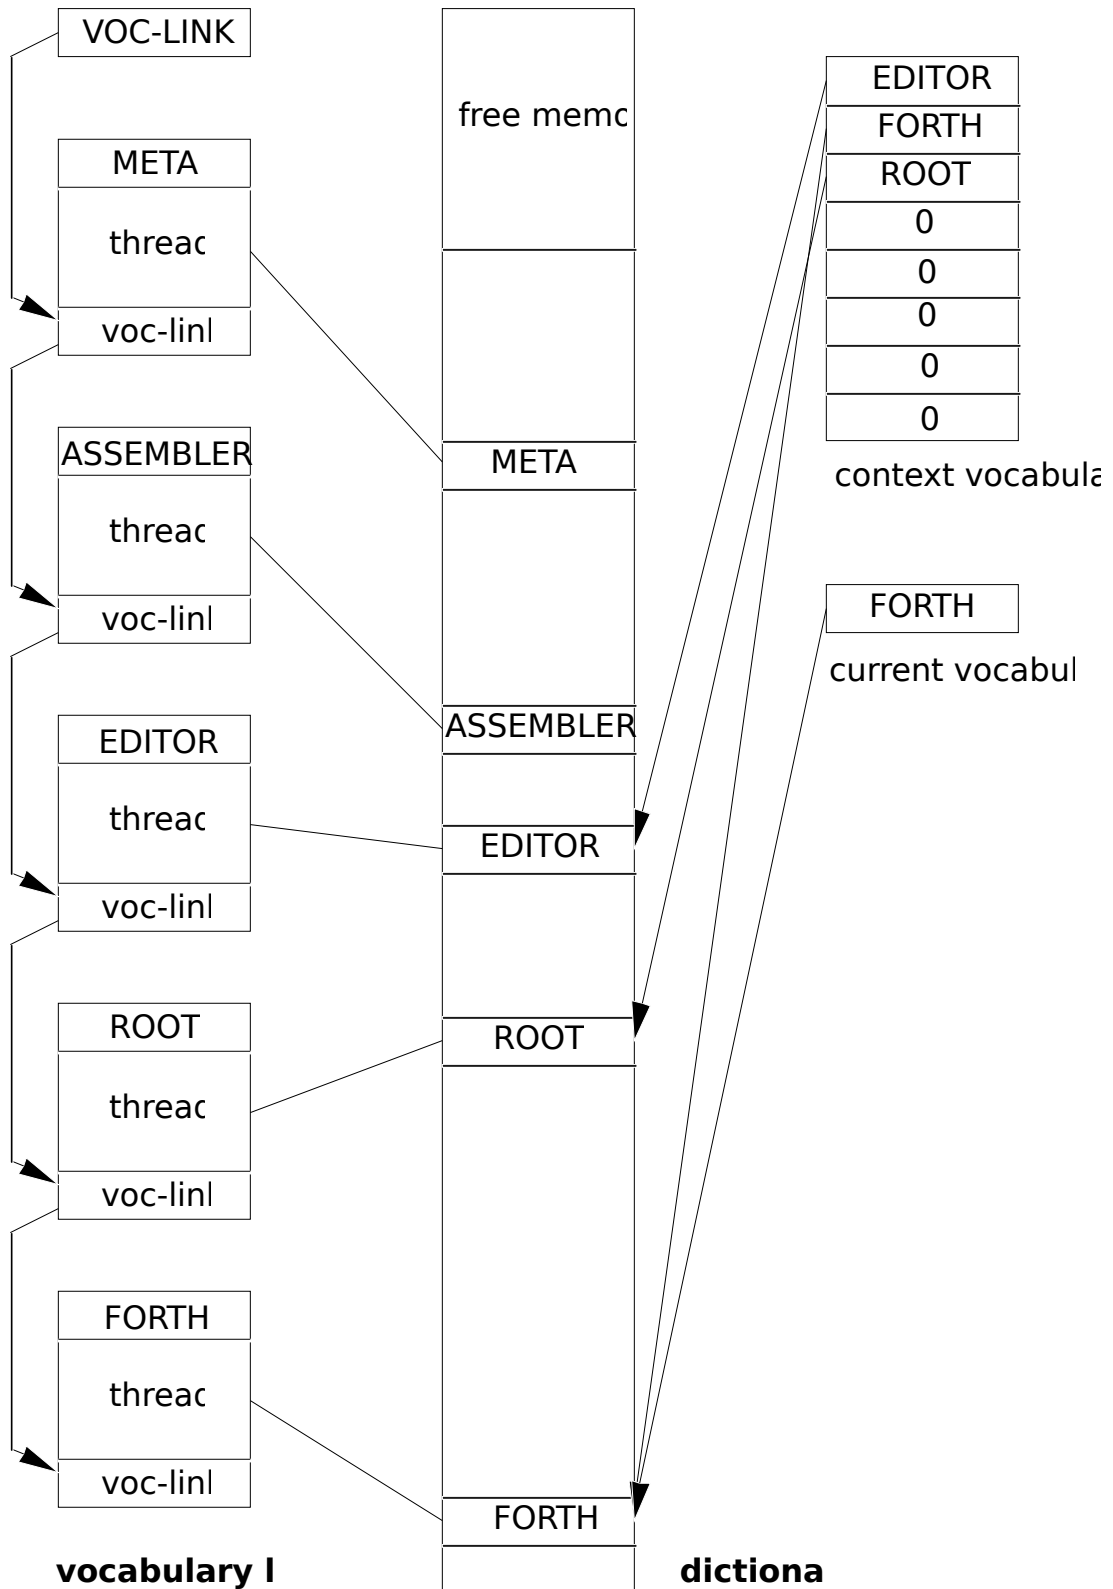 VOC-LINK
META
threac
voc-linl
ASSEMBLER
threac
voc-linl
EDITOR
threac
voc-linl
ROOT
threac
voc-linl
FORTH
threac
voc-linl
vocabulary l
free memc
META
ASSEMBLER
EDITOR
ROOT
FORTH
dictiona
EDITOR
FORTH
ROOT
0
0
0
0
0
context vocabula
FORTH
current vocabul